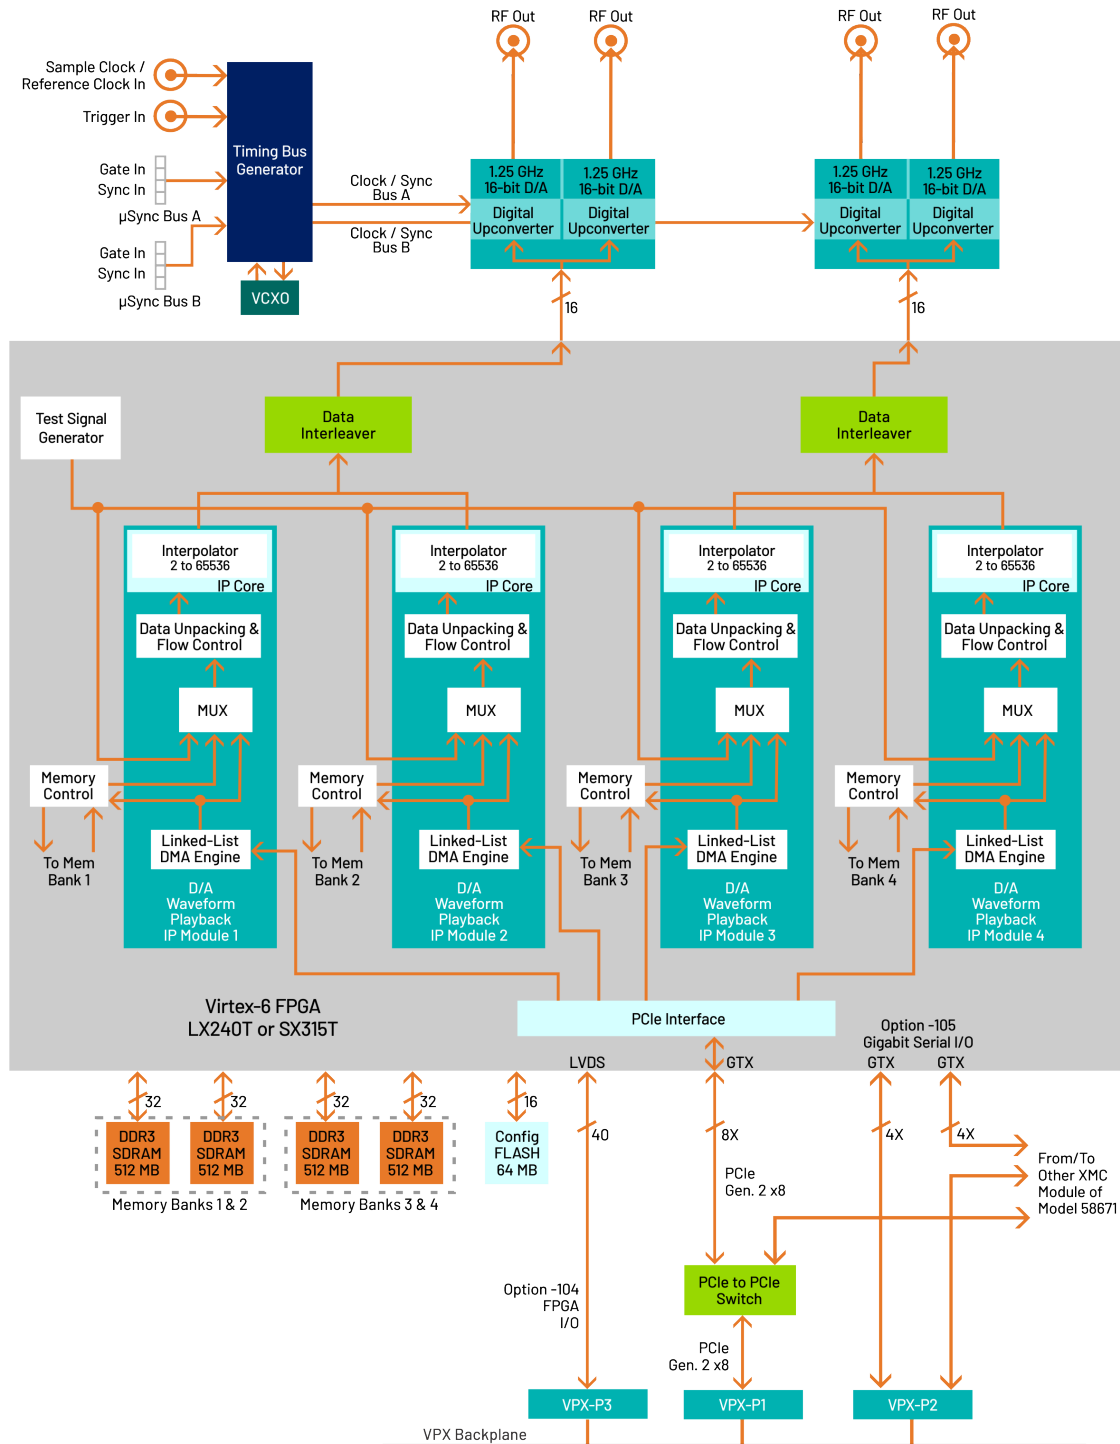 RF Out
RF Out
RF Out
RF Out
Sample Clock /
Reference Clock In
Trigger In
Gate In
Sync In
µSync Bus A
Gate In
Sync In
µSync Bus B
Timing Bus
Generator
VCXO
Clock / Sync
Bus A
Clock / Sync
Bus B
1.25 GHz
16-bit D/A
Digital
Upconverter
1.25 GHz
16-bit D/A
Digital
Upconverter
1.25 GHz
16-bit D/A
Digital
Upconverter
1.25 GHz
16-bit D/A
Digital
Upconverter
16
16
Test Signal
Generator
Data
Interleaver
Data
Interleaver
Interpolator
2 to 65536
IP Core
Data Unpacking &
Flow Control
MUX
Memory
Control
Linked-List
DMA Engine
To Mem
Bank 1
D/A
Waveform
Playback
IP Module 1
Interpolator
2 to 65536
IP Core
Data Unpacking &
Flow Control
MUX
Memory
Control
Linked-List
DMA Engine
To Mem
Bank 2
D/A
Waveform
Playback
IP Module 2
Interpolator
2 to 65536
IP Core
Data Unpacking &
Flow Control
MUX
Memory
Control
Linked-List
DMA Engine
To Mem
Bank 3
D/A
Waveform
Playback
IP Module 3
Interpolator
2 to 65536
IP Core
Data Unpacking &
Flow Control
MUX
Memory
Control
Linked-List
DMA Engine
To Mem
Bank 4
D/A
Waveform
Playback
IP Module 4
Virtex-6 FPGA
LX240T or SX315T
PCIe Interface
Option -105
Gigabit Serial I/O
LVDS
GTX
GTX
GTX
32
32
32
32
16
40
8X
4X
4X
DDR3
SDRAM
512 MB
DDR3
SDRAM
512 MB
DDR3
SDRAM
512 MB
DDR3
SDRAM
512 MB
Config
FLASH
64 MB
Memory Banks 1 & 2
Memory Banks 3 & 4
PCIe
Gen. 2 x8
From/To
Other XMC
Module of
Model 58671
Option -104
FPGA
I/O
PCIe to PCIe
Switch
PCIe
Gen. 2 x8
VPX-P3
VPX-P1
VPX-P2
VPX Backplane